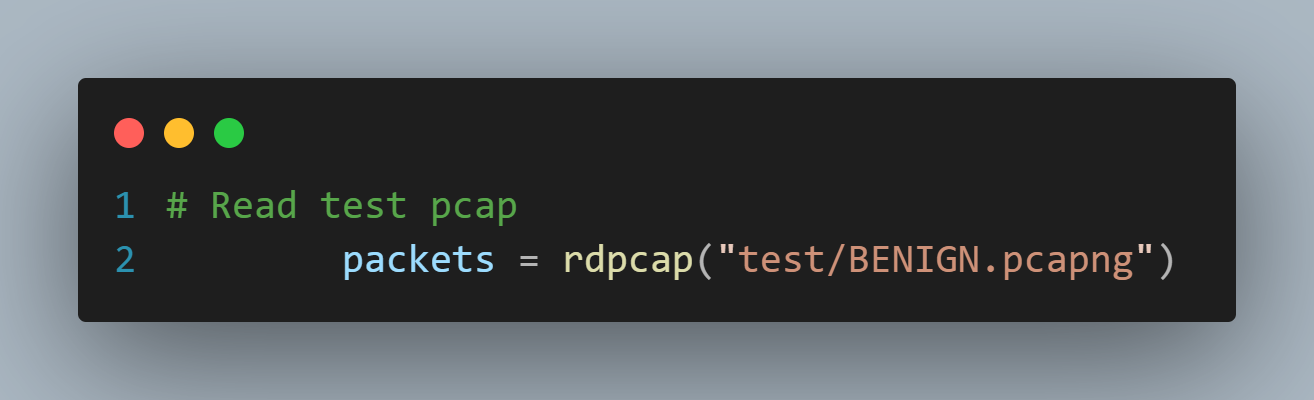 1 # Read test pcap
2         packets = rdpcap("test/BENIGN.pcapng")